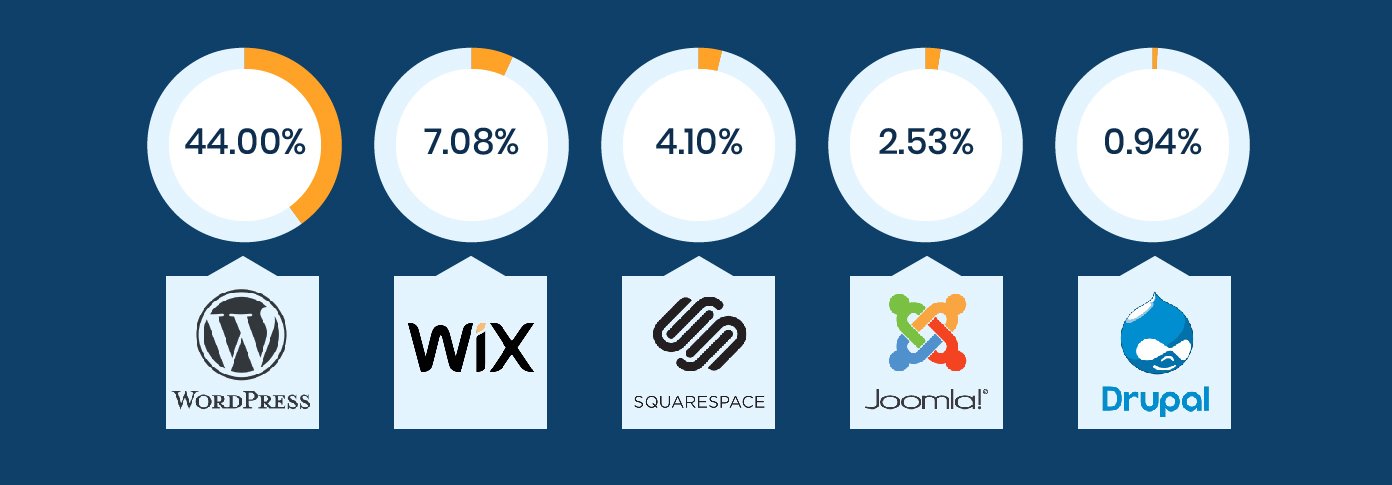 44.00%
7.08%
4.10%
2.53%
0.94%
WORDPRESS
WiX
SQUARESPACE
Joomla!®
Drupal